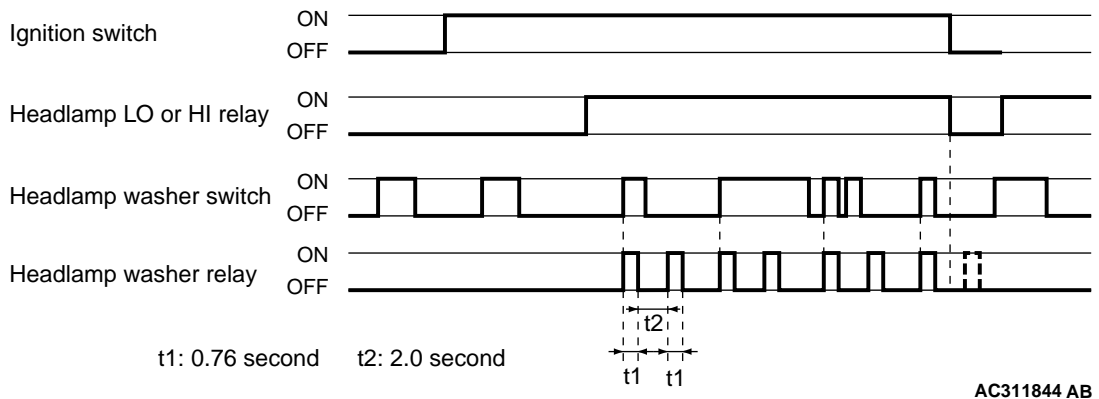 Ignition switch
ON
OFF
Headlamp LO or HI relay
ON
OFF
Headlamp washer switch
ON
OFF
Headlamp washer relay
ON
OFF
t2
t1: 0.76 second t2: 2.0 second
t1 t1
AC311844 AB